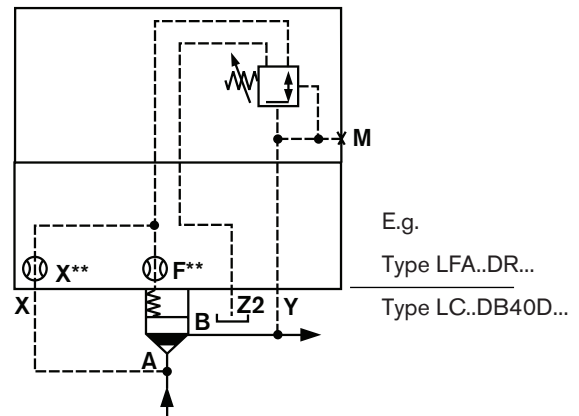 M
E.g.
X** F**
Type LFA..DR...
X Z2 Y
B
Type LC..DB40D...
A